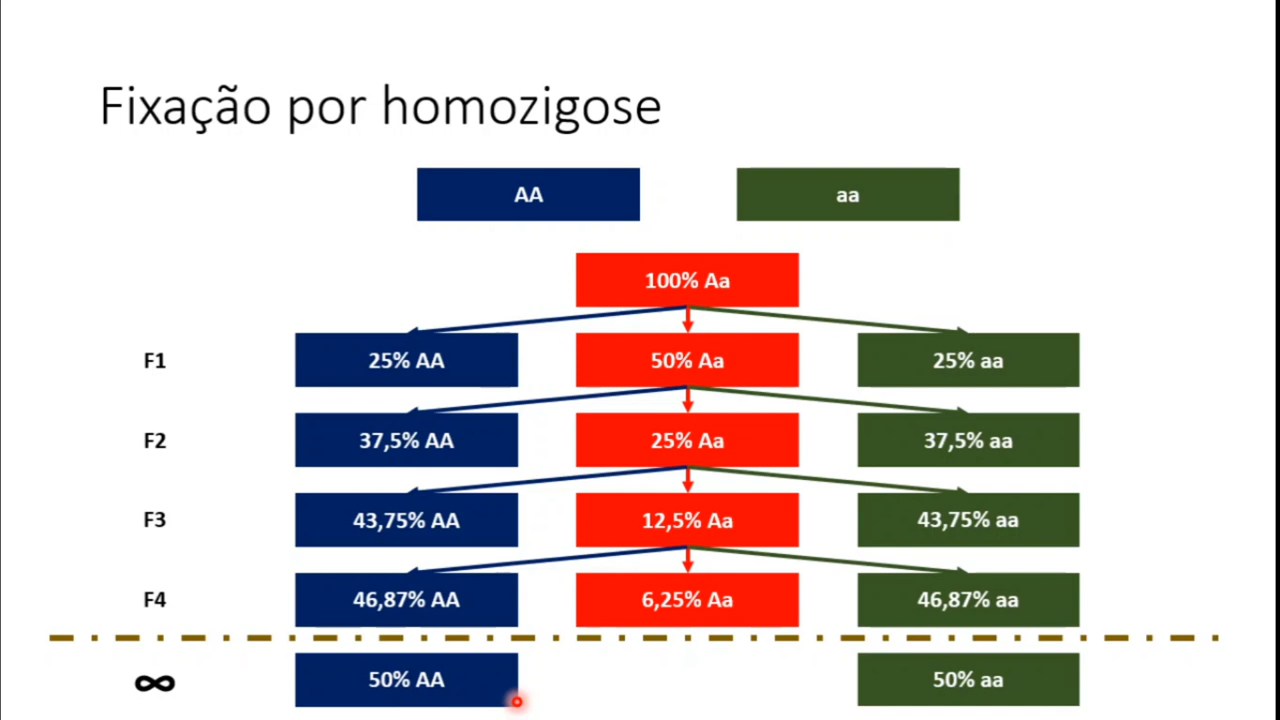 Fixação por homozigose
AA aa
100% Aa
F1 25% AA 50% Aa 25% aa
F2 37,5% AA 25% Aa 37,5% aa
F3 43,75% AA 12,5% Aa 43,75% aa
F4 46,87% AA 6,25% Aa 46,87% aa
∞ 50% AA 50% aa